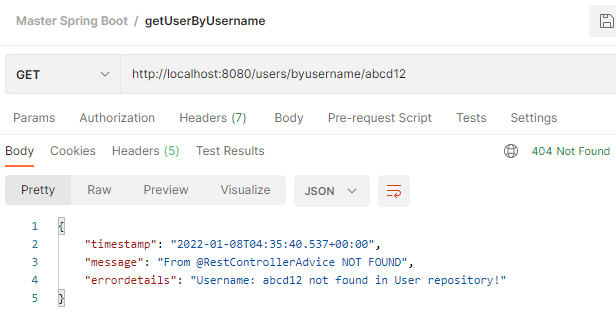 Master Spring Boot / getUserByUsername
GET http://localhost:8080/users/byusername/abcd12
Params Authorization Headers (7) Body Pre-request Script Tests Settings
Body Cookies Headers (5) Test Results 404 Not Found
Pretty Raw Preview Visualize JSON
1 {
2 "timestamp": "2022-01-08T04:35:40.537+00:00",
3 "message": "From @RestControllerAdvice NOT FOUND",
4 "errordetails": "Username: abcd12 not found in User repository!"
5 }